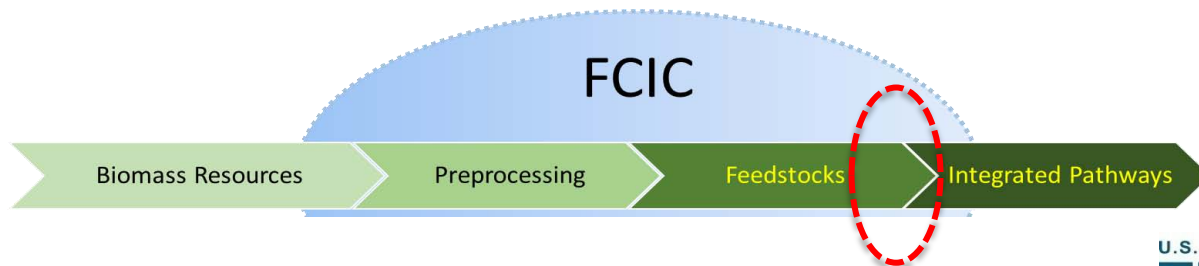 FCIC
Biomass Resources
Preprocessing
Feedstocks
Integrated Pathways
U.S.